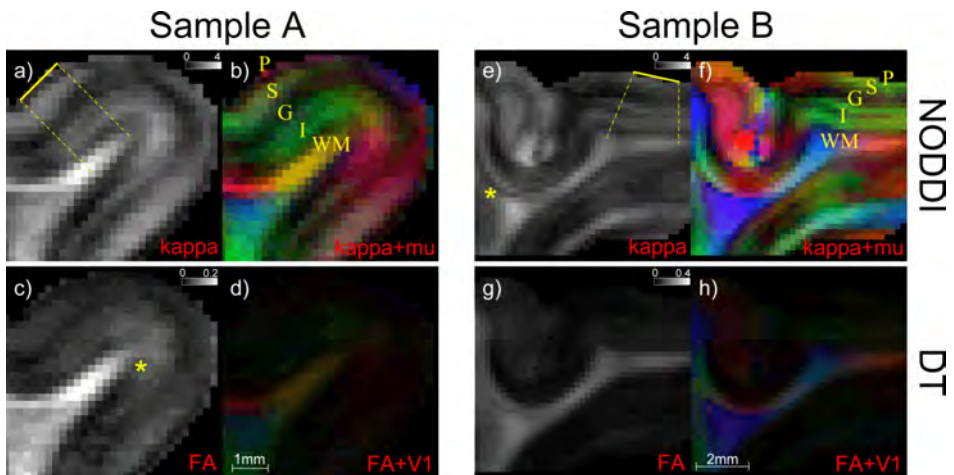 Sample A
Sample B
a)
0 4
b)
P
S
G
I
WM
kappa
kappa+mu
e)
0 4
f)
P
S
G
I
WM
*
kappa
kappa+mu
NODDI
c)
0 0.2
d)
*
FA
1mm
FA+V1
g)
0 0.4
h)
FA
2mm
FA+V1
DT